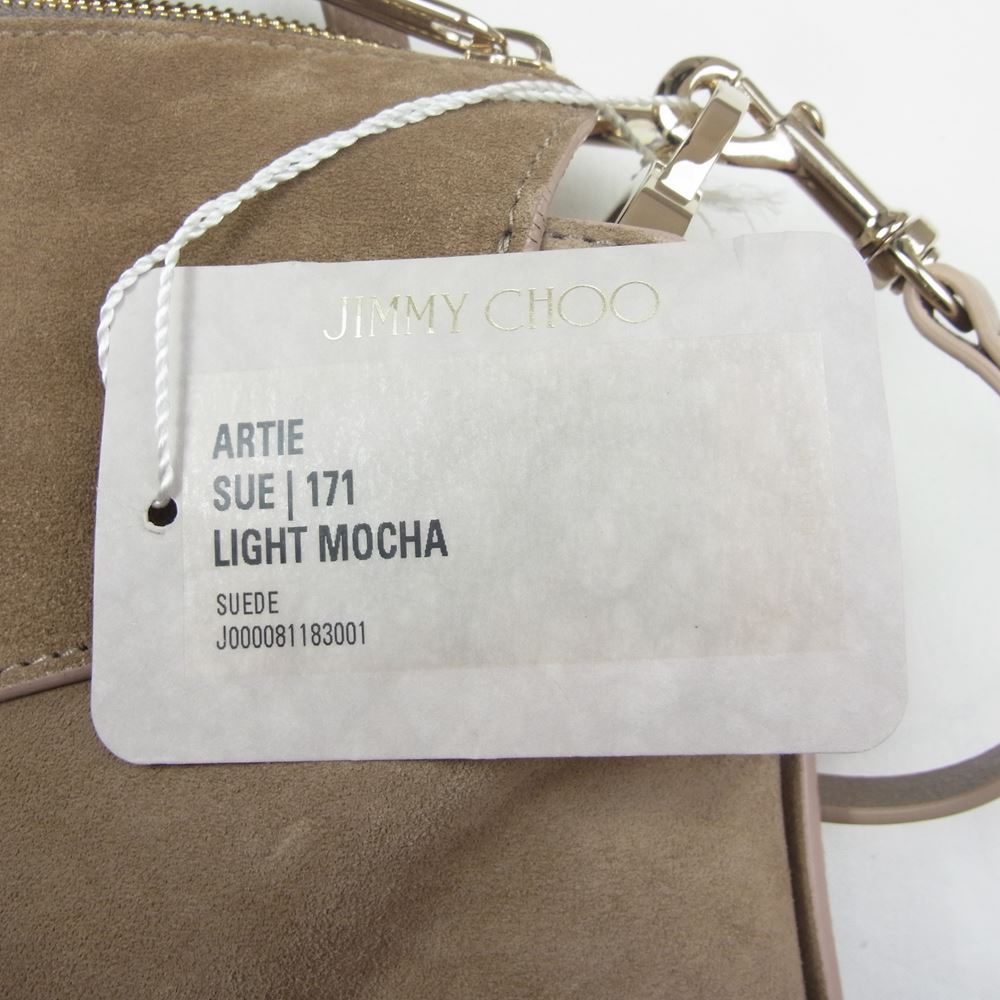 JIMMY CHOO
ARTIE
SUE | 171
LIGHT MOCHA
SUEDE
J000081183001